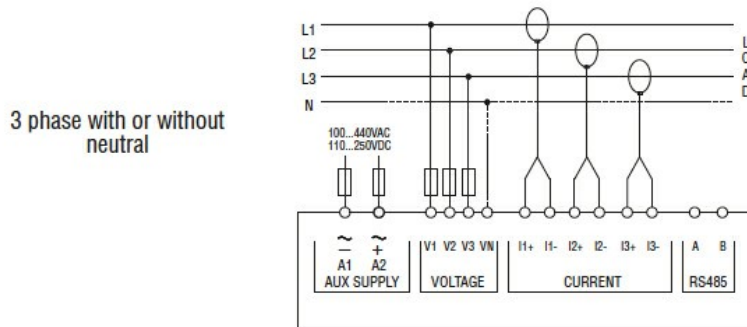 3 phase with or without
neutral
L1
L2
L3
N
L
O
A
D
100...440VAC
110...250VDC
~ ~
– +
A1 A2
AUX SUPPLY
V1 V2 V3 VN
VOLTAGE
I1+ I1- I2+ I2- I3+ I3-
CURRENT
A B
RS485